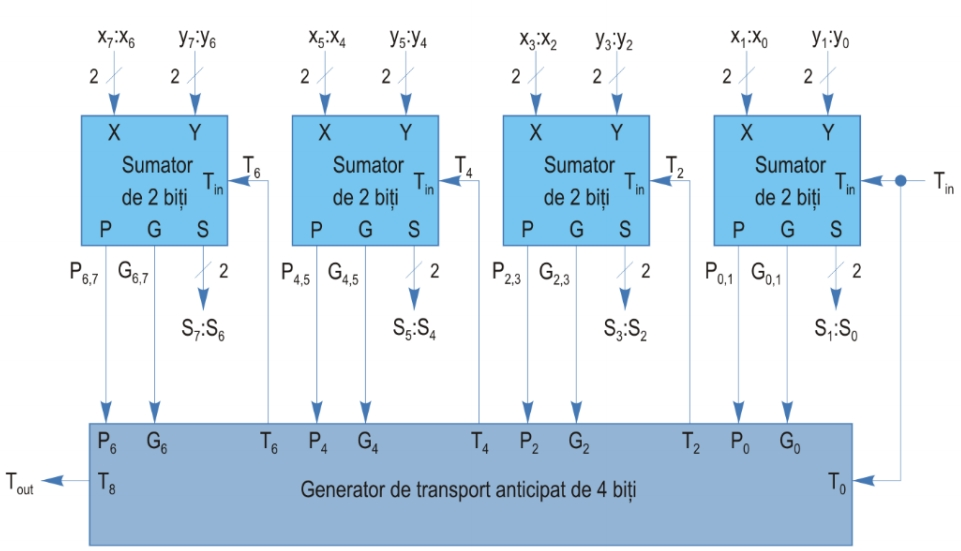 x₇:x₆ y₇:y₆ x₅:x₄ y₅:y₄ x₃:x₂ y₃:y₂ x₁:x₀ y₁:y₀
2 2 2 2 2 2 2 2
X Y X Y X Y X Y
Sumator T₆ Sumator T₄ Sumator T₂ Sumator
de 2 biți Tin de 2 biți Tin de 2 biți Tin de 2 biți Tin Tin
P G S P G S P G S P G S
P₆,₇ G₆,₇ 2 P₄,₅ G₄,₅ 2 P₂,₃ G₂,₃ 2 P₀,₁ G₀,₁ 2
S₇:S₆ S₅:S₄ S₃:S₂ S₁:S₀
P₆ G₆ T₆ P₄ G₄ T₄ P₂ G₂ T₂ P₀ G₀
Tout T₈ Generator de transport anticipat de 4 biți T₀